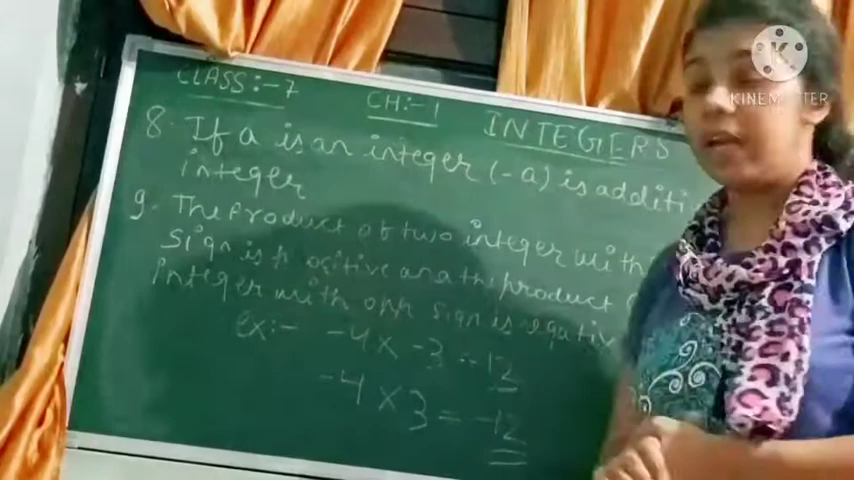 CLASS:-7 CH:-1 INTEGERS
8. If a is an integer (-a) is additi
integer
9. The product of two integer with
sign is positive and the product
integer with opp sign is negative
ex:- -4 x -3 = 12
-4 x 3 = -12
K
KINEMASTER